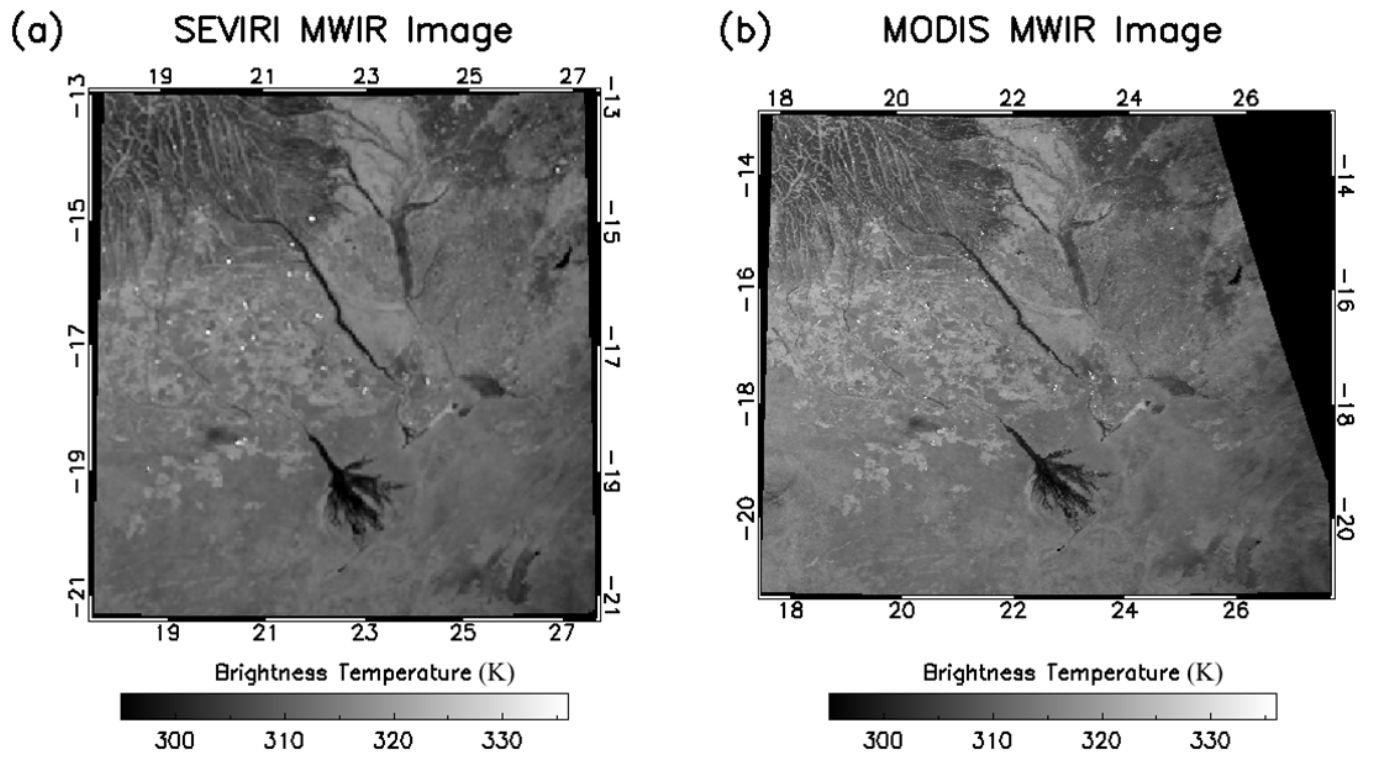 (a) SEVIRI MWIR Image
19 21 23 25 27
-13 -13
-15 -15
-17 -17
-19 -19
-21 -21
19 21 23 25 27
Brightness Temperature (K)
300 310 320 330
(b) MODIS MWIR Image
18 20 22 24 26
-14 -14
-16 -16
-18 -18
-20 -20
18 20 22 24 26
Brightness Temperature (K)
300 310 320 330